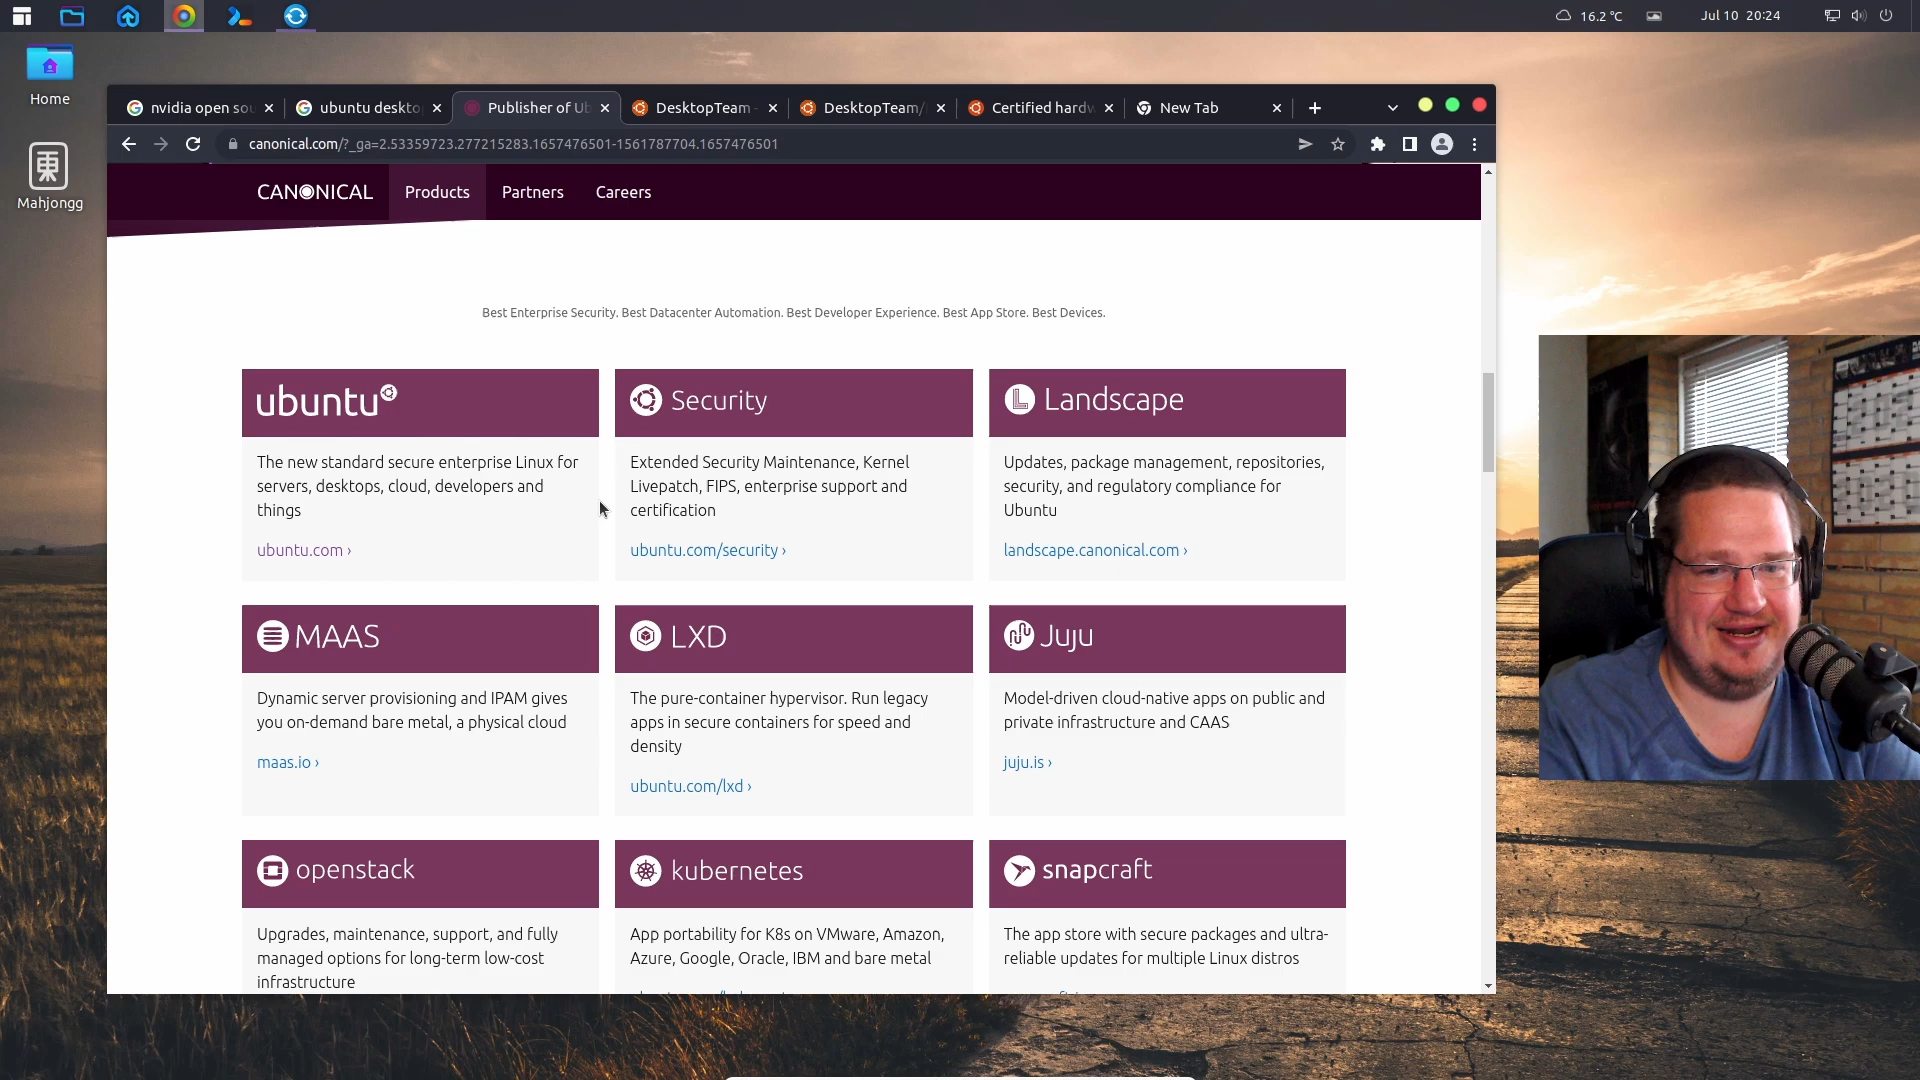 16.2 °C
Jul 10 20:24
Home
Mahjongg
nvidia open sou
ubuntu deskto
Publisher of Ub
DesktopTeam -
DesktopTeam/
Certified hardw
New Tab
canonical.com/?_ga=2.53359723.277215283.1657476501-1561787704.1657476501
CANONICAL
Products
Partners
Careers
Best Enterprise Security. Best Datacenter Automation. Best Developer Experience. Best App Store. Best Devices.
ubuntu
The new standard secure enterprise Linux for
servers, desktops, cloud, developers and
things
ubuntu.com ›
Security
Extended Security Maintenance, Kernel
Livepatch, FIPS, enterprise support and
certification
ubuntu.com/security ›
Landscape
Updates, package management, repositories,
security, and regulatory compliance for
Ubuntu
landscape.canonical.com ›
MAAS
Dynamic server provisioning and IPAM gives
you on-demand bare metal, a physical cloud
maas.io ›
LXD
The pure-container hypervisor. Run legacy
apps in secure containers for speed and
density
ubuntu.com/lxd ›
Juju
Model-driven cloud-native apps on public and
private infrastructure and CAAS
juju.is ›
openstack
Upgrades, maintenance, support, and fully
managed options for long-term low-cost
infrastructure
kubernetes
App portability for K8s on VMware, Amazon,
Azure, Google, Oracle, IBM and bare metal
snapcraft
The app store with secure packages and ultra-
reliable updates for multiple Linux distros